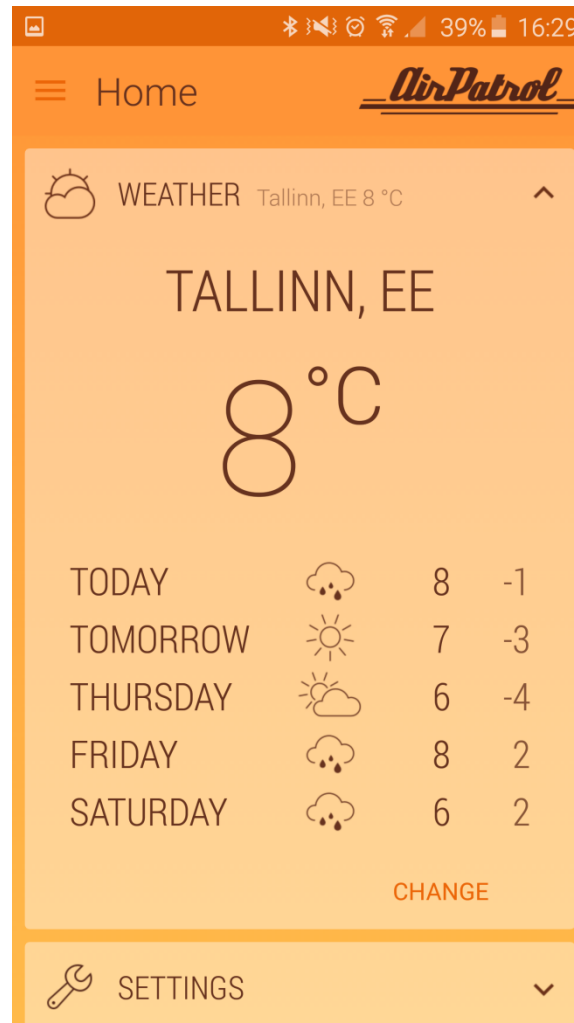 39% 16:29
Home AirPatrol
WEATHER Tallinn, EE 8 °C
TALLINN, EE
8 °C
TODAY 8 -1
TOMORROW 7 -3
THURSDAY 6 -4
FRIDAY 8 2
SATURDAY 6 2
CHANGE
SETTINGS